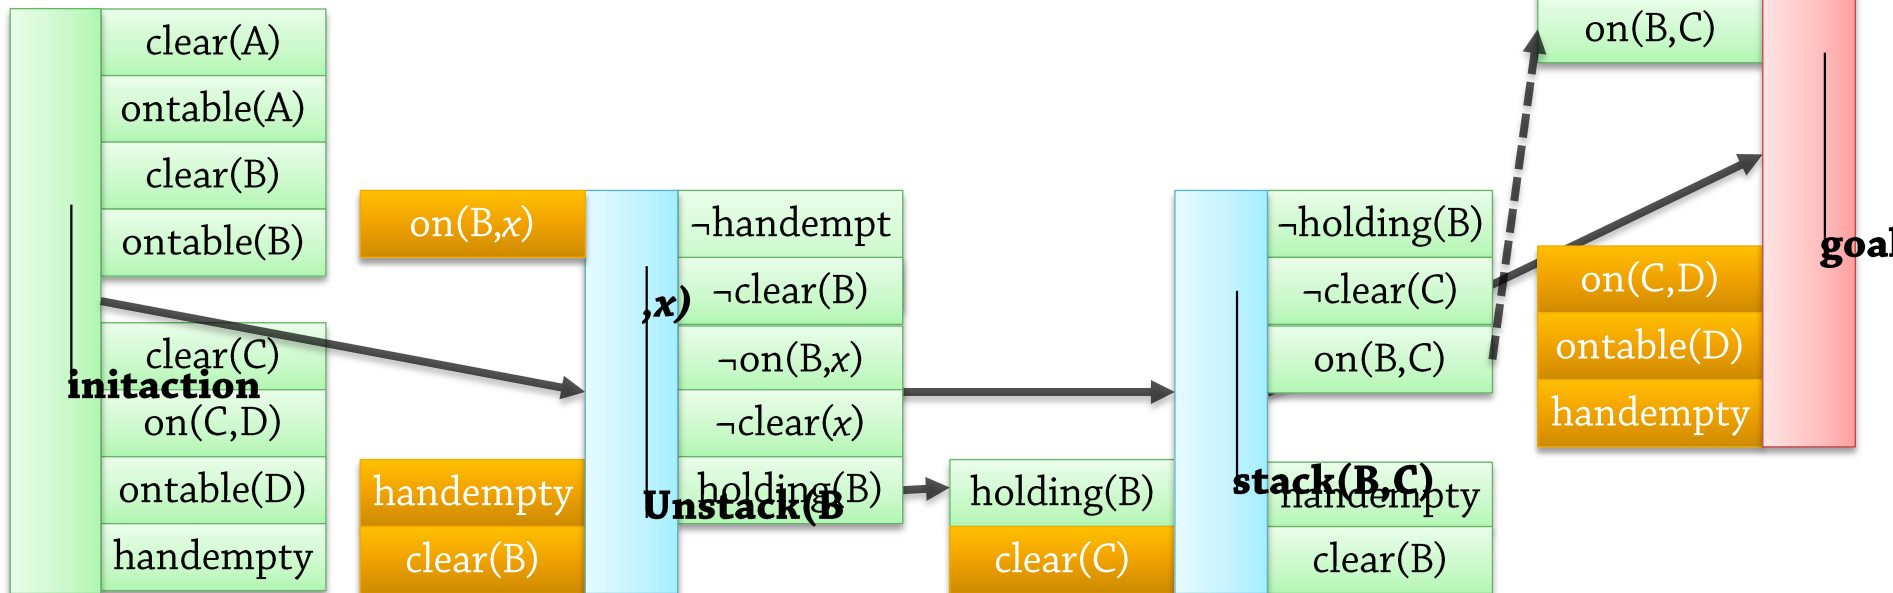 clear(A)
ontable(A)
clear(B)
ontable(B)
clear(C)
initaction
on(C,D)
ontable(D)
handempty
on(B,x)
handempty
clear(B)
,x)
Unstack(B
¬handempt
¬clear(B)
¬on(B,x)
¬clear(x)
holding(B)
holding(B)
clear(C)
stack(B,C)
¬holding(B)
¬clear(C)
on(B,C)
handempty
clear(B)
on(B,C)
on(C,D)
ontable(D)
handempty
goal